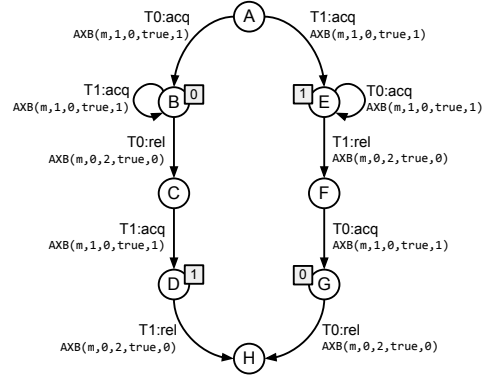 T0:acq
AXB(m,1,0,true,1)
A
T1:acq
AXB(m,1,0,true,1)
T1:acq
AXB(m,1,0,true,1)
B
0
1
E
T0:acq
AXB(m,1,0,true,1)
T0:rel
AXB(m,0,2,true,0)
T1:rel
AXB(m,0,2,true,0)
C
F
T1:acq
AXB(m,1,0,true,1)
T0:acq
AXB(m,1,0,true,1)
D
1
0
G
T1:rel
AXB(m,0,2,true,0)
T0:rel
AXB(m,0,2,true,0)
H